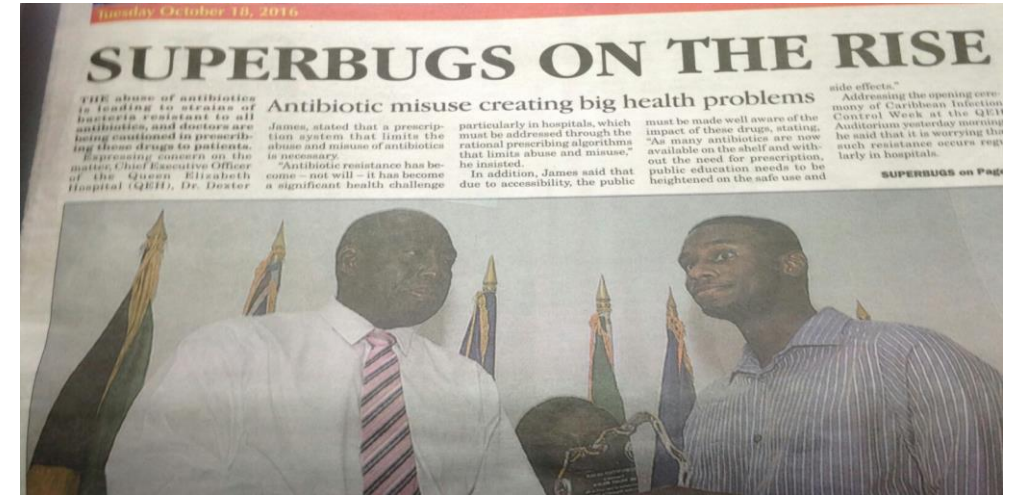 Tuesday October 18, 2016
SUPERBUGS ON THE RISE
Antibiotic misuse creating big health problems
THE abuse of antibiotics
is leading to strains of
bacteria resistant to all
antibiotics, and doctors are
being cautioned in prescrib-
ing these drugs to patients.
Expressing concern on the
matter, Chief Executive Officer
of the Queen Elizabeth
Hospital (QEH), Dr. Dexter
James, stated that a prescrip-
tion system that limits the
abuse and misuse of antibiotics
is necessary.
"Antibiotic resistance has be-
come – not will – it has become
a significant health challenge
particularly in hospitals, which
must be addressed through the
rational prescribing algorithms
that limits abuse and misuse,"
he insisted.
In addition, James said that
due to accessibility, the public
must be made well aware of the
impact of these drugs, stating,
"As many antibiotics are now
available on the shelf and with-
out the need for prescription,
public education needs to be
heightened on the safe use and
side effects."
Addressing the opening cere-
mony of Caribbean Infection
Control Week at the QEH
Auditorium yesterday morning
he said that it is worrying tha
such resistance occurs regu
larly in hospitals.
SUPERBUGS on Page